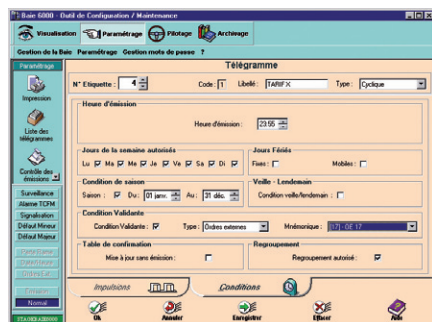 Baie 6000 - Outil de Configuration / Maintenance
Visualisation Paramétrage Pilotage Archivage
Gestion de la Baie Paramétrage Gestion mots de passe ?
Paramétrage
Télégramme
N° Etiquette : 4 Code : 1 Libellé : TARIF X Type : Cyclique
Impression
Heure d'émission
Heure d'émission : 23:55
Liste des
télégrammes
Jours de la semaine autorisés
Jours Fériés
Lu Ma Me Je Ve Sa Di
Fixes : Mobiles :
Contrôle des
émissions
Condition de saison
Veille - Lendemain
Saison : Du : 01 janv. Au : 31 déc.
Condition veille/lendemain :
Surveillance
Alarme TCFM
Signalisation
Défaut Mineur
Défaut Majeur
Condition Validante
Condition Validante : Type : Ordres externes Mnémonique : (17) - OE 17
Table de confirmation
Regroupement
Mise à jour sans émission :
Regroupement autorisé :
Normal
Impulsions Conditions
Ok Annuler Enregistrer Effacer Aide